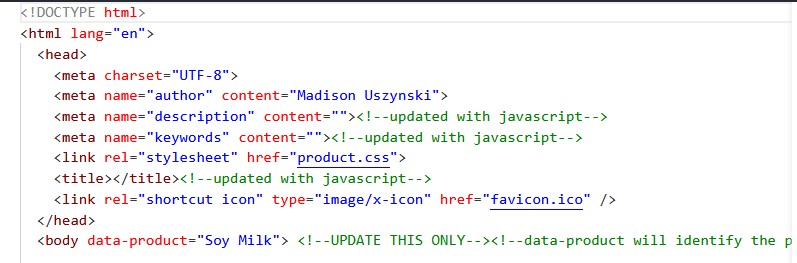 <!DOCTYPE html>
<html lang="en">
<head>
<meta charset="UTF-8">
<meta name="author" content="Madison Uszynski">
<meta name="description" content=""><!--updated with javascript-->
<meta name="keywords" content=""><!--updated with javascript-->
<link rel="stylesheet" href="product.css">
<title></title><!--updated with javascript-->
<link rel="shortcut icon" type="image/x-icon" href="favicon.ico" />
</head>
<body data-product="Soy Milk"> <!--UPDATE THIS ONLY--><!--data-product will identify the